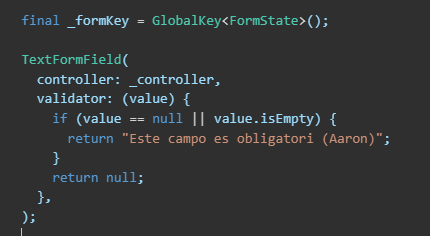 final _formKey = GlobalKey<FormState>();
TextFormField(
controller: _controller,
validator: (value) {
if (value == null || value.isEmpty) {
return "Este campo es obligatori (Aaron)";
}
return null;
},
);